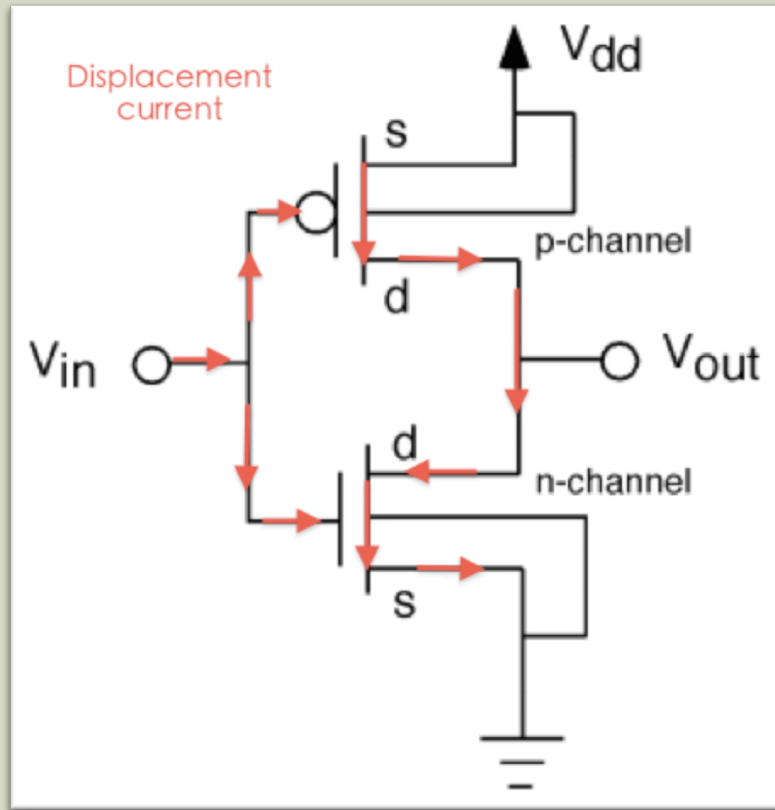 Displacement
current
Vdd
s
p-channel
d
Vin
Vout
d
n-channel
s